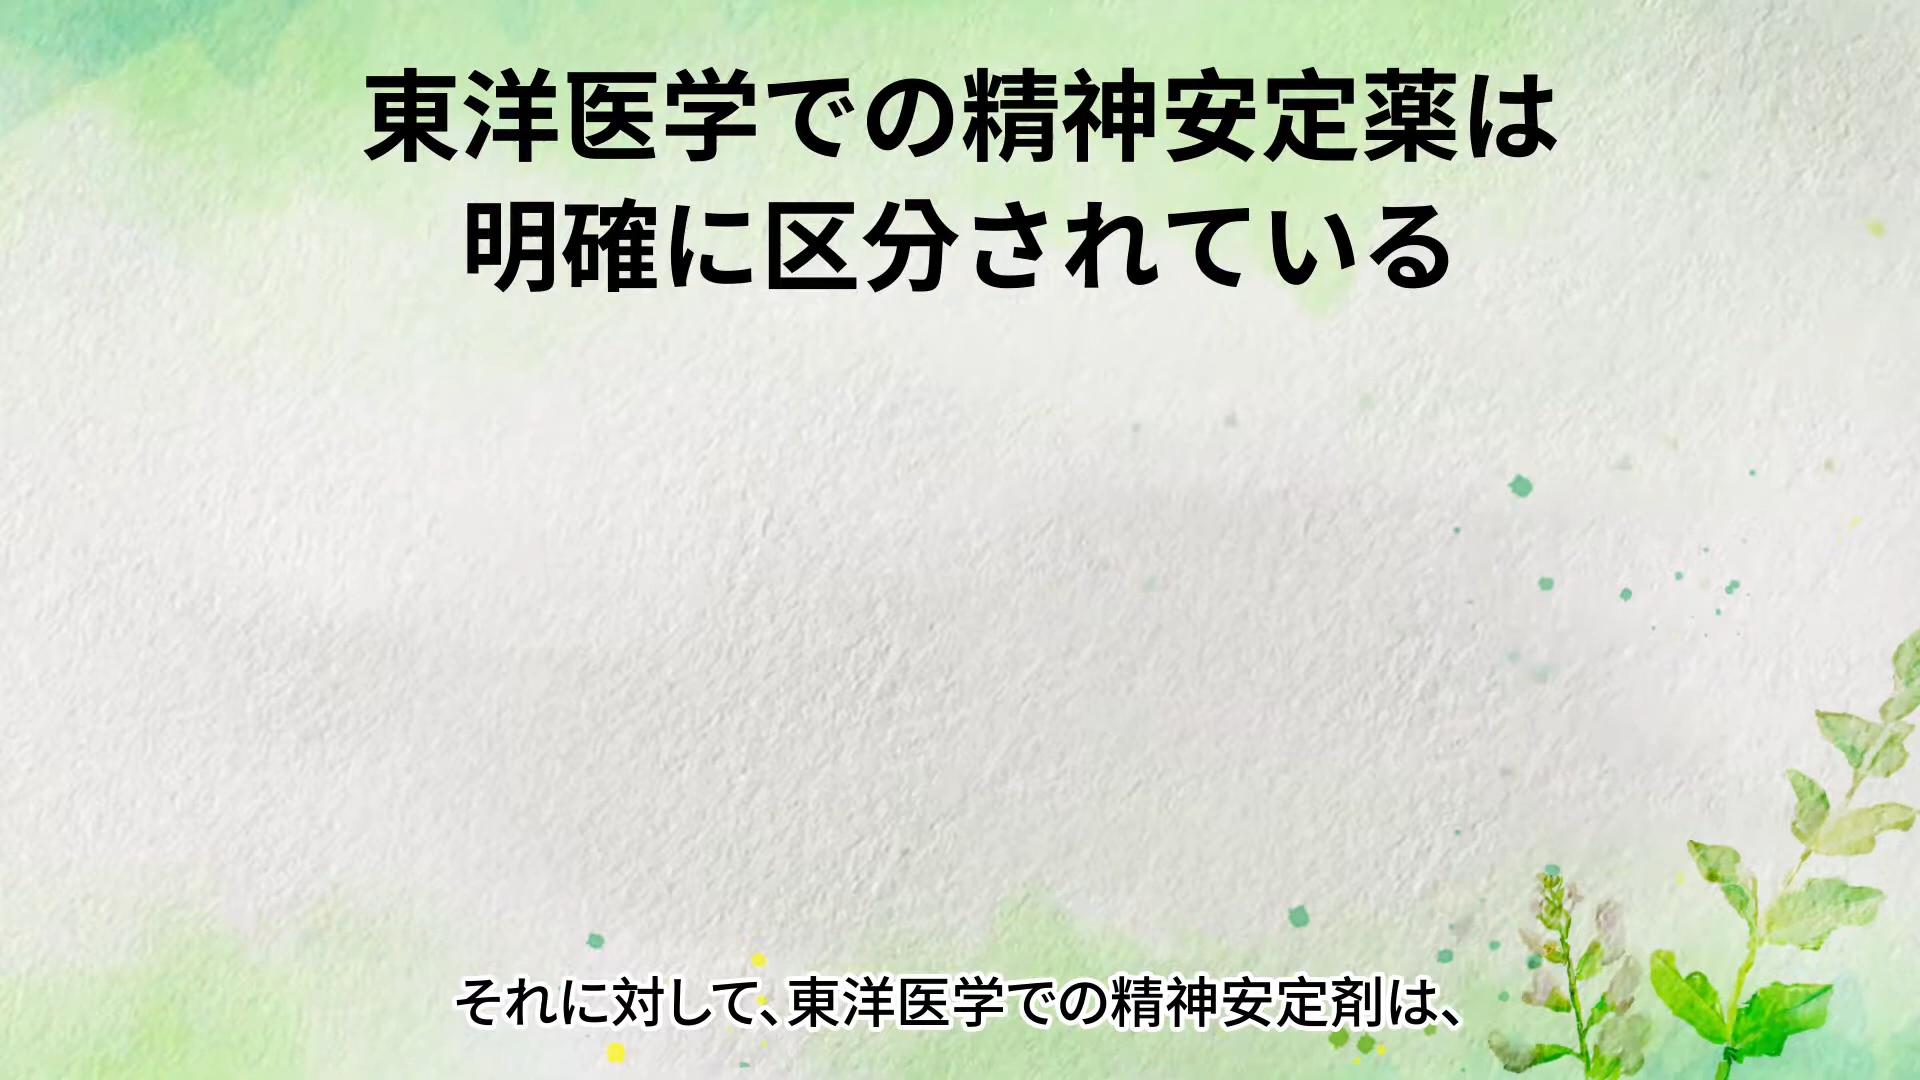 東洋医学での精神安定薬は
明確に区分されている
それに対して、東洋医学での精神安定剤は、